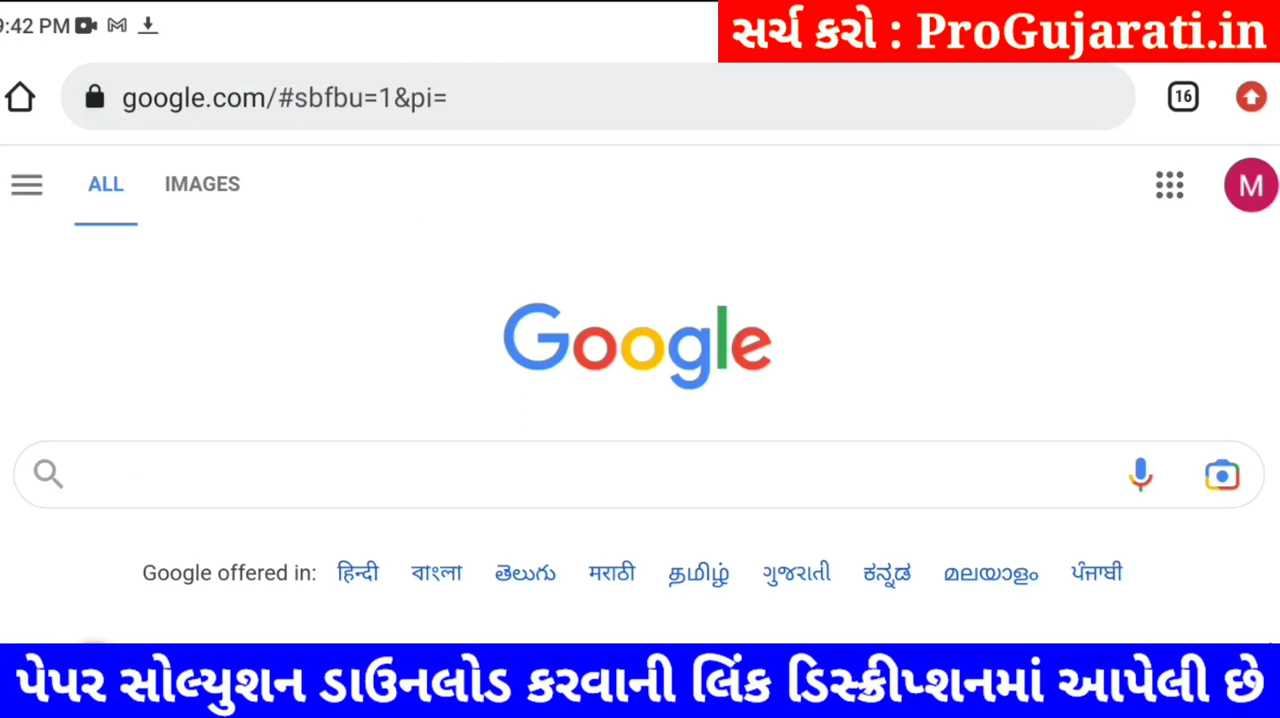 9:42 PM
સર્ચ કરો : ProGujarati.in
google.com/#sbfbu=1&pi=
16
ALL IMAGES
M
Google
Google offered in: हिन्दी বাংলা తెలుగు मराठी தமிழ் ગુજરાતી ಕನ್ನಡ മലയാളം ਪੰਜਾਬੀ
પેપર સોલ્યુશન ડાઉનલોડ કરવાની લિંક ડિસ્ક્રીપ્શનમાં આપેલી છે